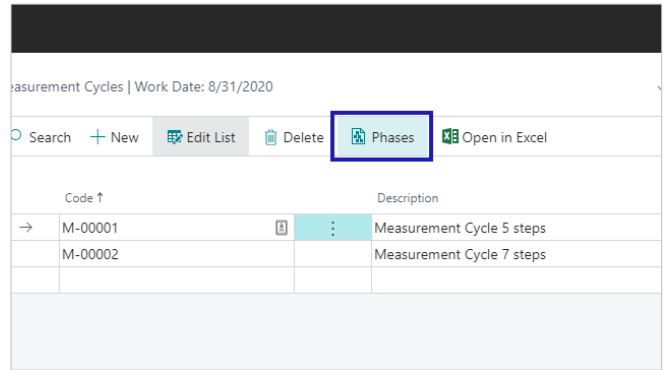 easurement Cycles | Work Date: 8/31/2020
Search + New Edit List Delete Phases Open in Excel
Code ↑ Description
→ M-00001 Measurement Cycle 5 steps
M-00002 Measurement Cycle 7 steps